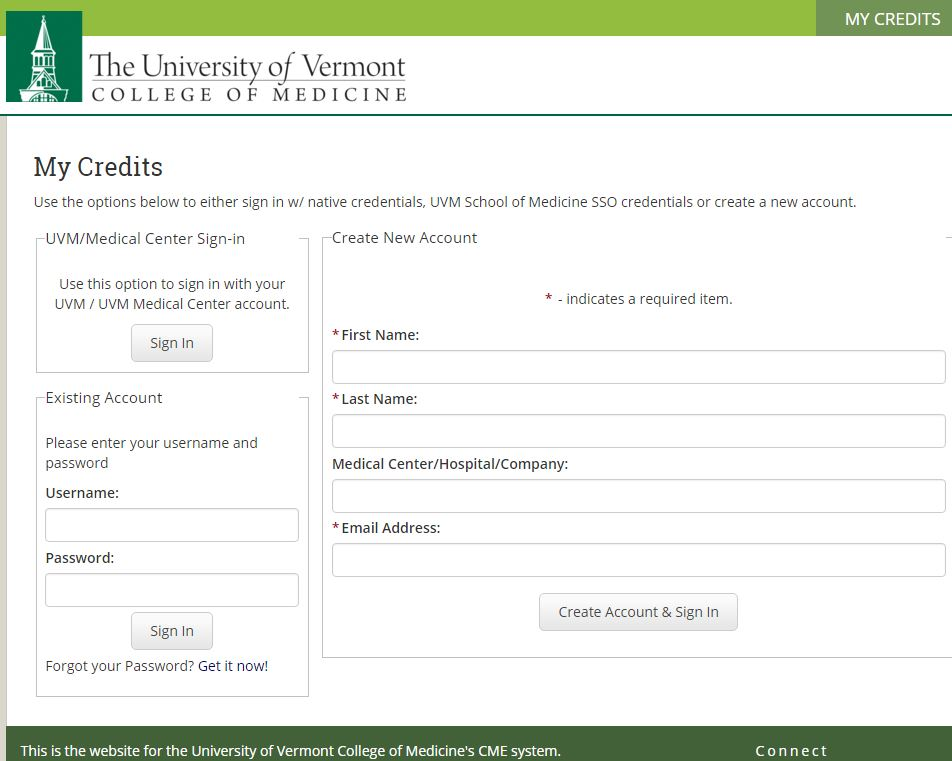 MY CREDITS
The University of Vermont
COLLEGE OF MEDICINE
My Credits
Use the options below to either sign in w/ native credentials, UVM School of Medicine SSO credentials or create a new account.
UVM/Medical Center Sign-in
Use this option to sign in with your
UVM / UVM Medical Center account.
Sign In
Existing Account
Please enter your username and
password
Username:
Password:
Sign In
Forgot your Password? Get it now!
Create New Account
* - indicates a required item.
*First Name:
*Last Name:
Medical Center/Hospital/Company:
*Email Address:
Create Account & Sign In
This is the website for the University of Vermont College of Medicine's CME system.
Connect